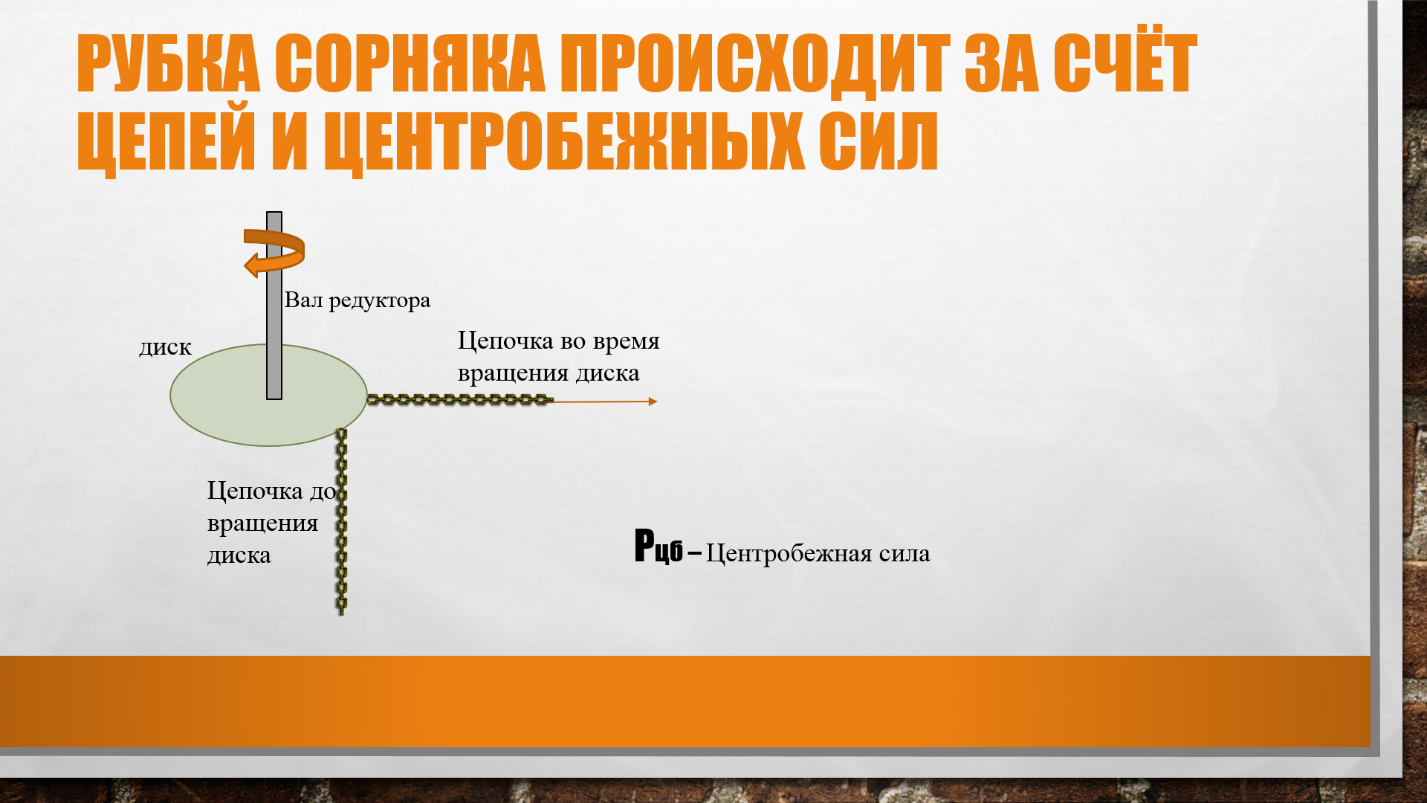 РУБКА СОРНЯКА ПРОИСХОДИТ ЗА СЧЁТ
ЦЕПЕЙ И ЦЕНТРОБЕЖНЫХ СИЛ
Вал редуктора
диск
Цепочка во время
вращения диска
Цепочка до
вращения
диска
Рцб – Центробежная сила